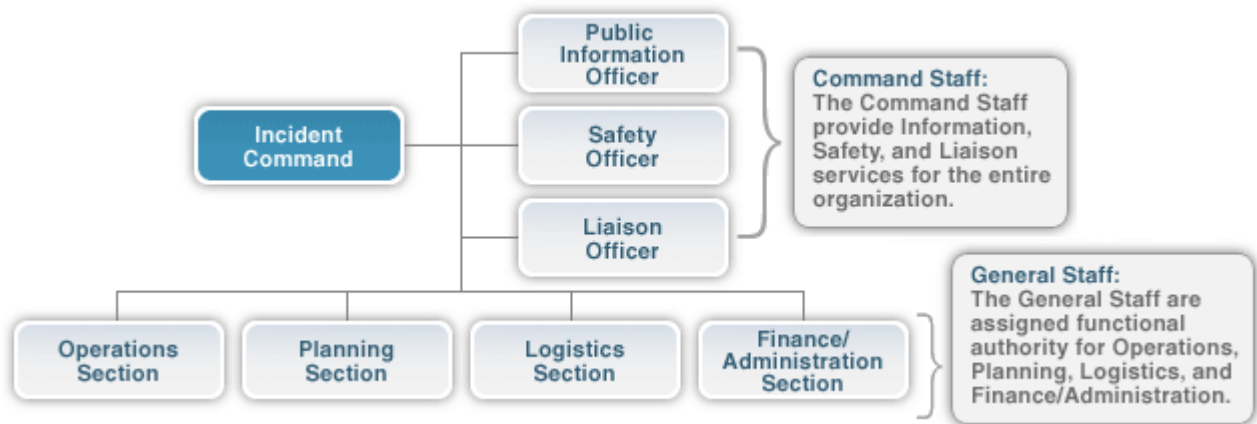 Public
Information
Officer
Command Staff:
The Command Staff
provide Information,
Safety, and Liaison
services for the entire
organization.
Incident
Command
Safety
Officer
Liaison
Officer
General Staff:
The General Staff are
assigned functional
authority for Operations,
Planning, Logistics, and
Finance/Administration.
Operations
Section
Planning
Section
Logistics
Section
Finance/
Administration
Section